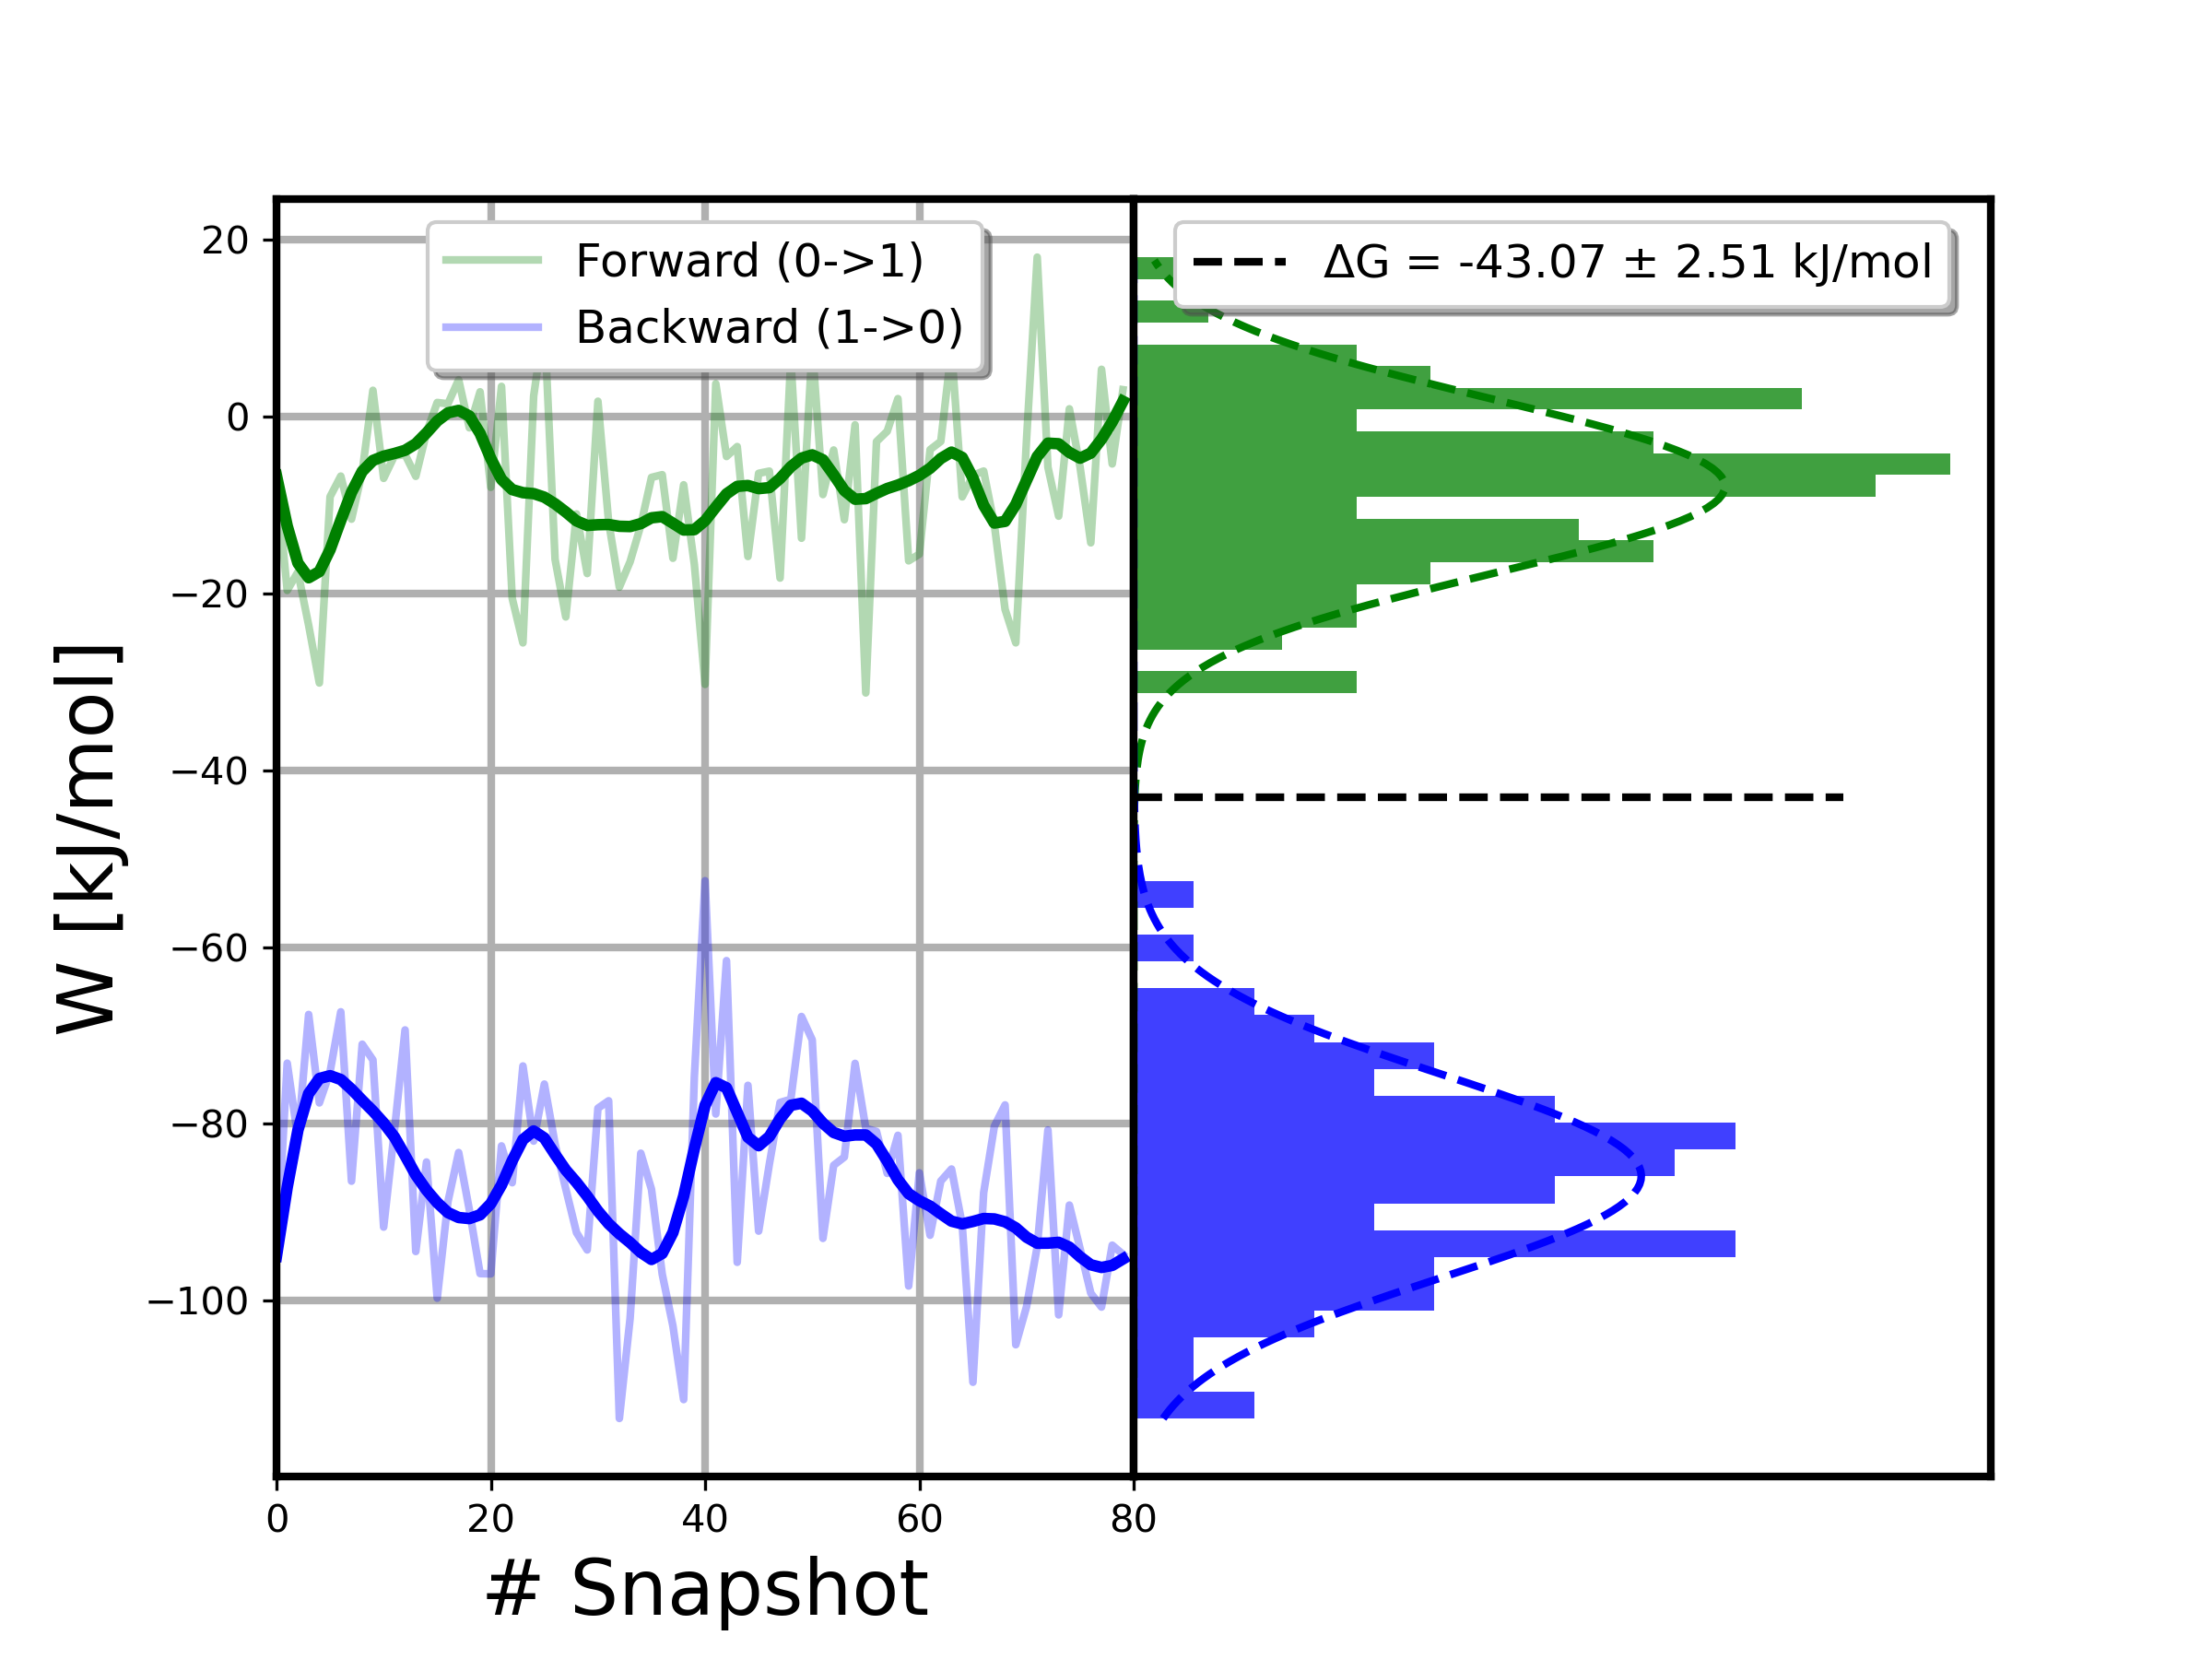 Forward (0->1)
Backward (1->0)
ΔG = -43.07 ± 2.51 kJ/mol
20
0
−20
−40
−60
−80
−100
W [kJ/mol]
0 20 40 60 80
# Snapshot